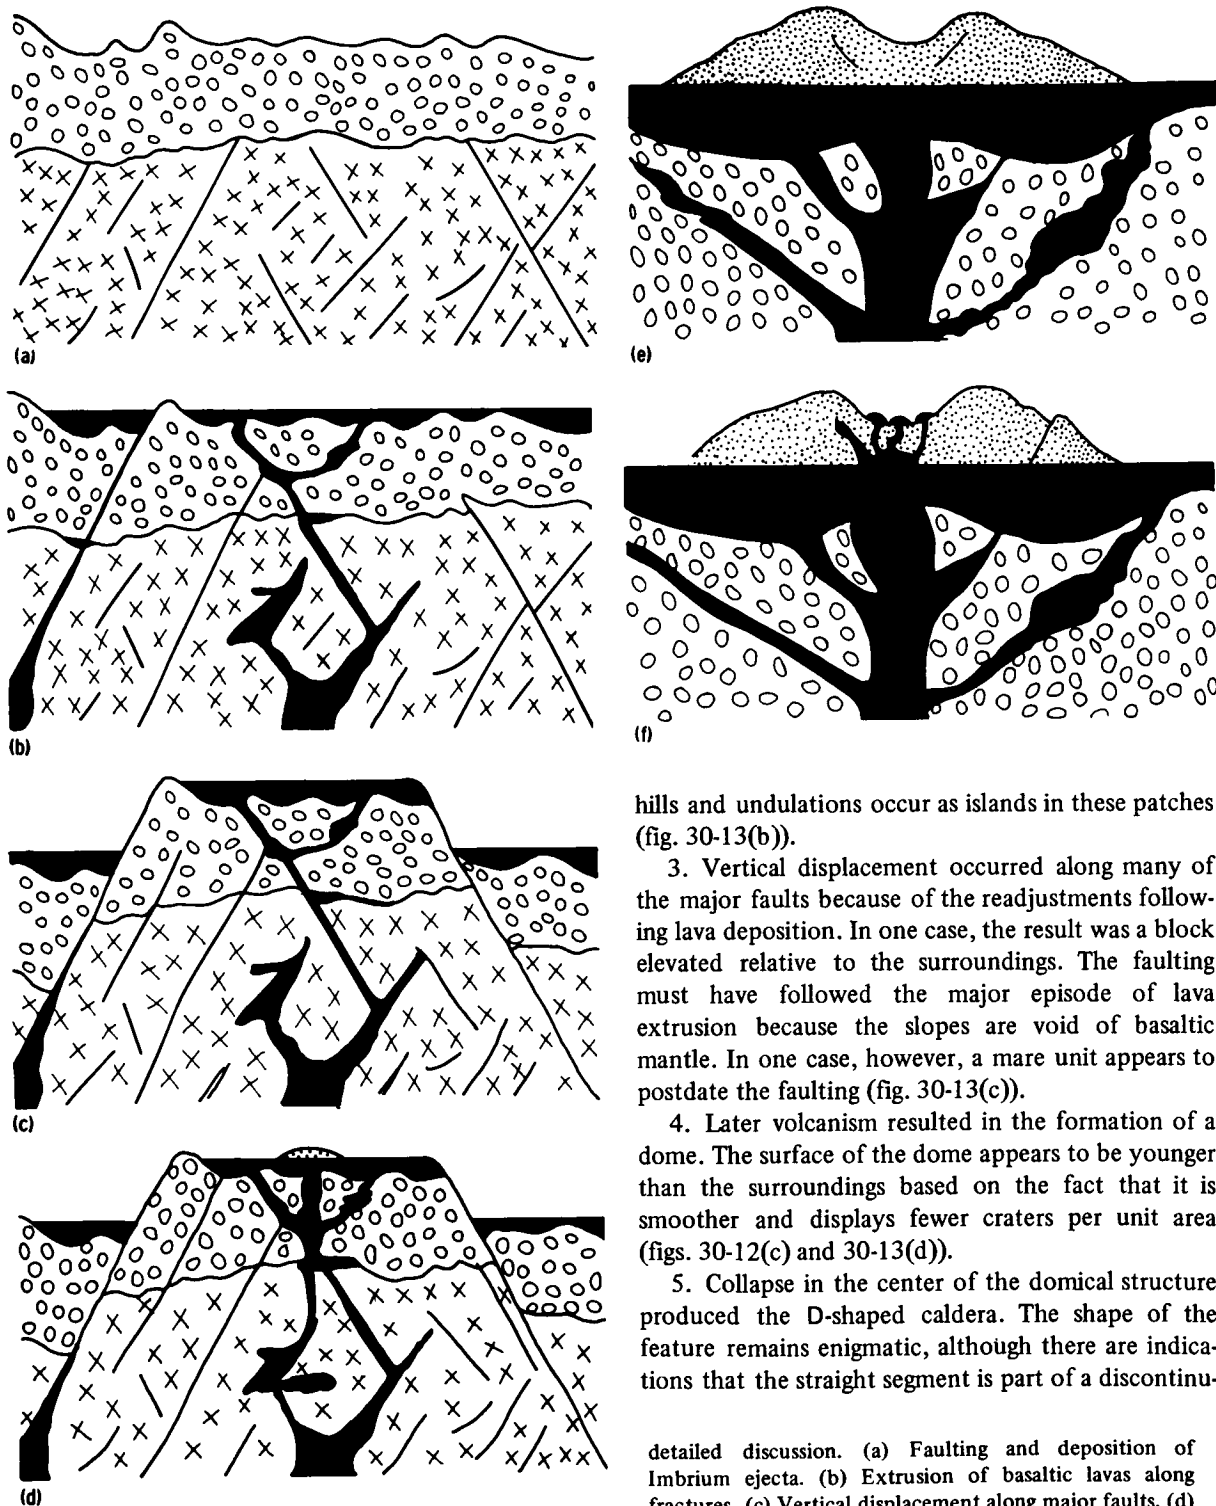 (a)
(b)
(c)
(d)
(e)
(f)
hills and undulations occur as islands in these patches
(fig. 30-13(b)).
3. Vertical displacement occurred along many of
the major faults because of the readjustments follow-
ing lava deposition. In one case, the result was a block
elevated relative to the surroundings. The faulting
must have followed the major episode of lava
extrusion because the slopes are void of basaltic
mantle. In one case, however, a mare unit appears to
postdate the faulting (fig. 30-13(c)).
4. Later volcanism resulted in the formation of a
dome. The surface of the dome appears to be younger
than the surroundings based on the fact that it is
smoother and displays fewer craters per unit area
(figs. 30-12(c) and 30-13(d)).
5. Collapse in the center of the domical structure
produced the D-shaped caldera. The shape of the
feature remains enigmatic, although there are indica-
tions that the straight segment is part of a discontinu-
detailed discussion. (a) Faulting and deposition of
Imbrium ejecta. (b) Extrusion of basaltic lavas along
fractures. (c) Vertical displacement along major faults. (d)